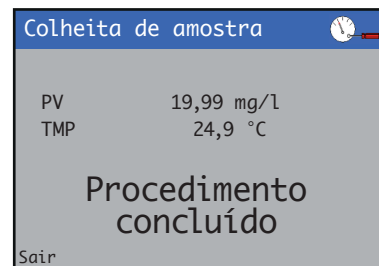 Colheita de amostra
PV 19,99 mg/l
TMP 24,9 °C
Procedimento
concluído
Sair